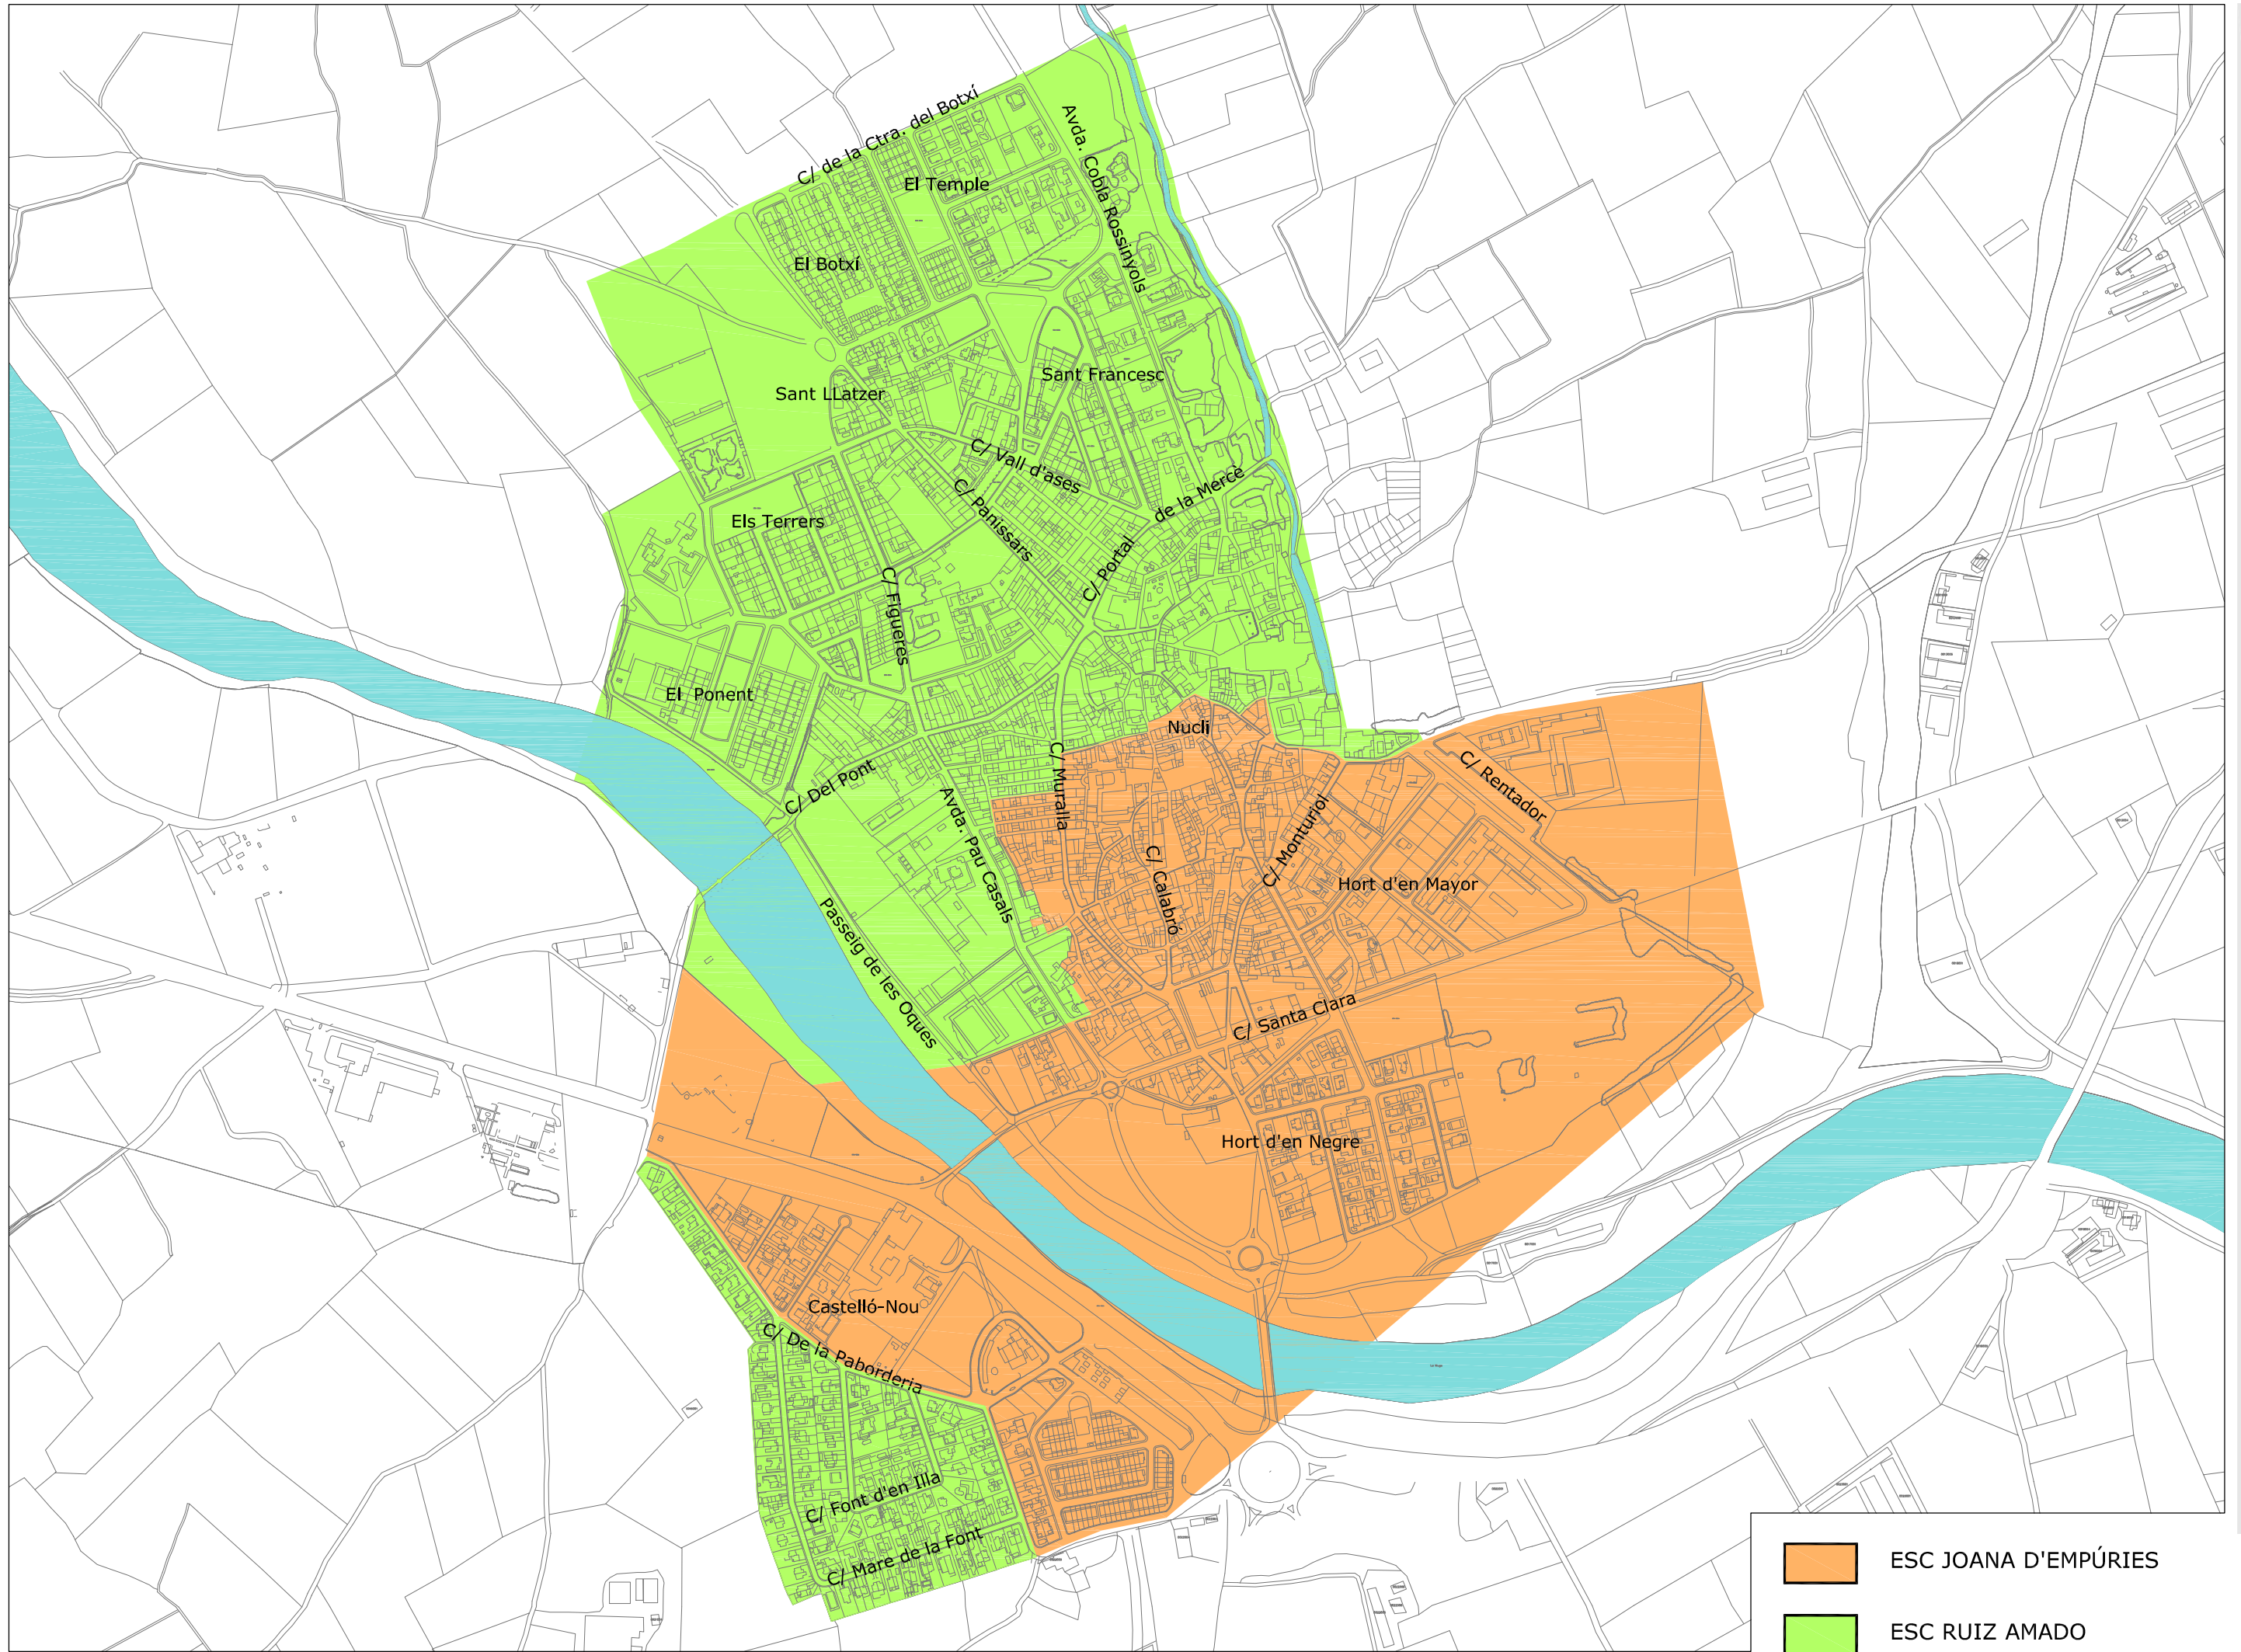 C/ de la Ctra. del Botxí
Avda. Cobla Rossinyols
El Temple
El Botxí
Sant Francesc
Sant LLatzer
C/ Vall d'ases
C/ Panissars
C/ Portal de la Mercè
Els Terrers
C/ Figueres
El Ponent
Nucli
C/ Del Pont
C/ Muralla
C/ Rentador
Avda. Pau Casals
C/ Monturiol
C/ Calabró
Hort d'en Mayor
Passeig de les Oques
C/ Santa Clara
Hort d'en Negre
Castelló-Nou
C/ De la Paborderia
C/ Font d'en Illa
C/ Mare de la Font
ESC JOANA D'EMPÚRIES
ESC RUIZ AMADO